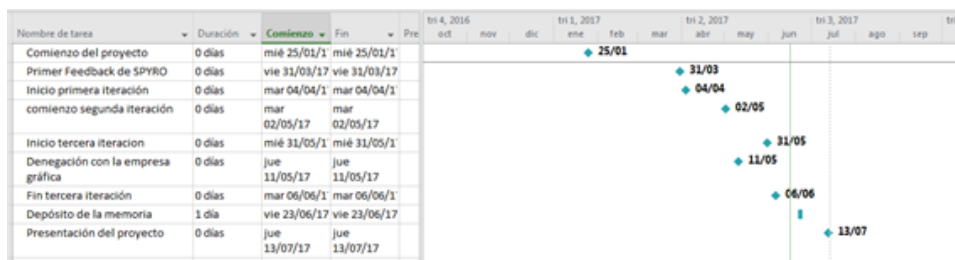 tri 4, 2016 tri 1, 2017 tri 2, 2017 tri 3, 2017 tri
Nombre de tarea Duración Comienzo Fin Pre oct nov dic ene feb mar abr may jun jul ago sep
Comienzo del proyecto 0 días mié 25/01/1 mié 25/01/1 25/01
Primer Feedback de SPYRO 0 días vie 31/03/17 vie 31/03/17 31/03
Inicio primera iteración 0 días mar 04/04/1 mar 04/04/1 04/04
comienzo segunda iteración 0 días mar mar 02/05
02/05/17 02/05/17
Inicio tercera iteracion 0 días mié 31/05/1 mié 31/05/1 31/05
Denegación con la empresa 0 días jue jue 11/05
gráfica 11/05/17 11/05/17
Fin tercera iteración 0 días mar 06/06/1 mar 06/06/1 06/06
Depósito de la memoria 1 día vie 23/06/17 vie 23/06/17
Presentación del proyecto 0 días jue jue 13/07
13/07/17 13/07/17